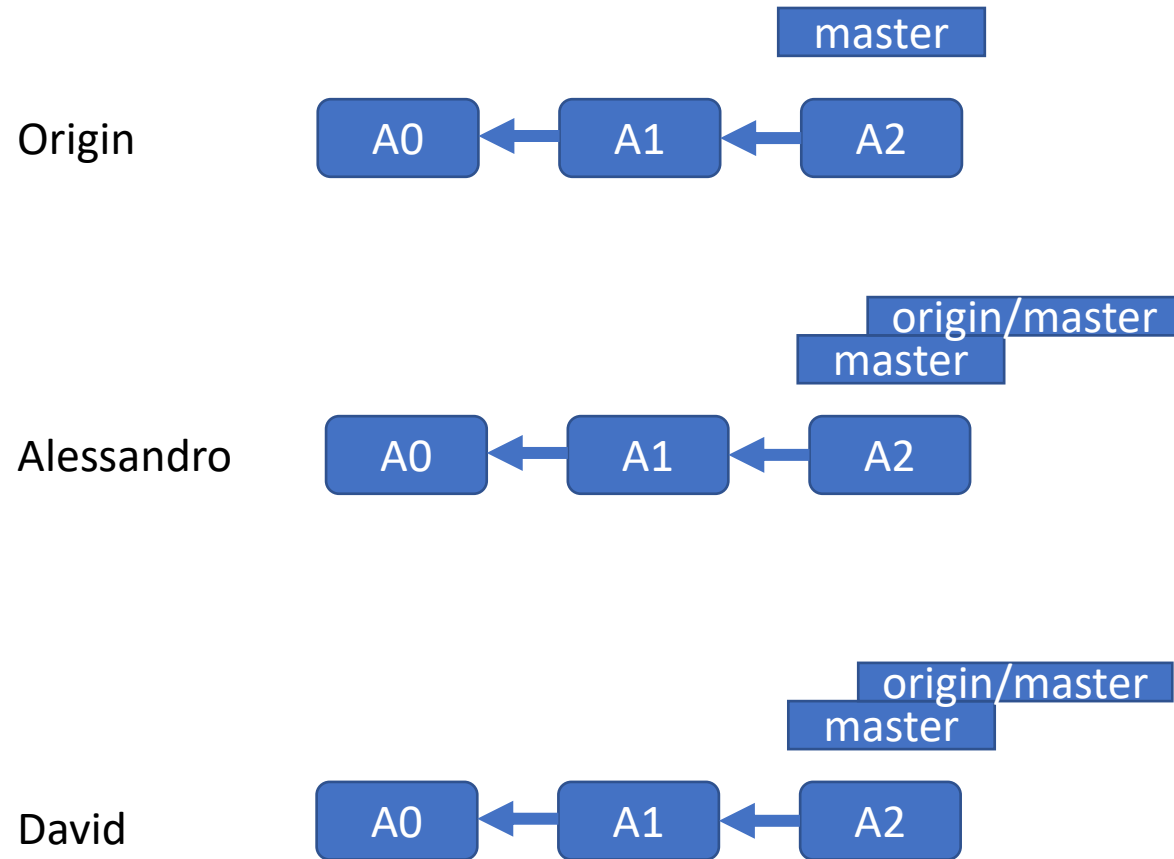 master
Origin
A0
A1
A2
origin/master
master
Alessandro
A0
A1
A2
origin/master
master
David
A0
A1
A2